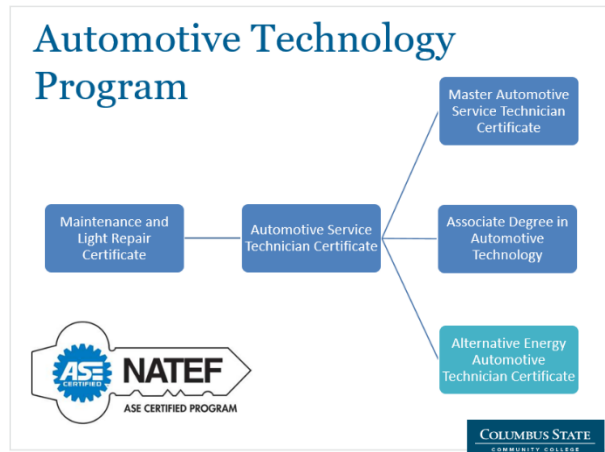 Automotive Technology
Program
Master Automotive
Service Technician
Certificate
Maintenance and
Light Repair
Certificate
Automotive Service
Technician Certificate
Associate Degree in
Automotive
Technology
Alternative Energy
Automotive
Technician Certificate
ASE
CERTIFIED
NATEF
ASE CERTIFIED PROGRAM
COLUMBUS STATE
COMMUNITY COLLEGE